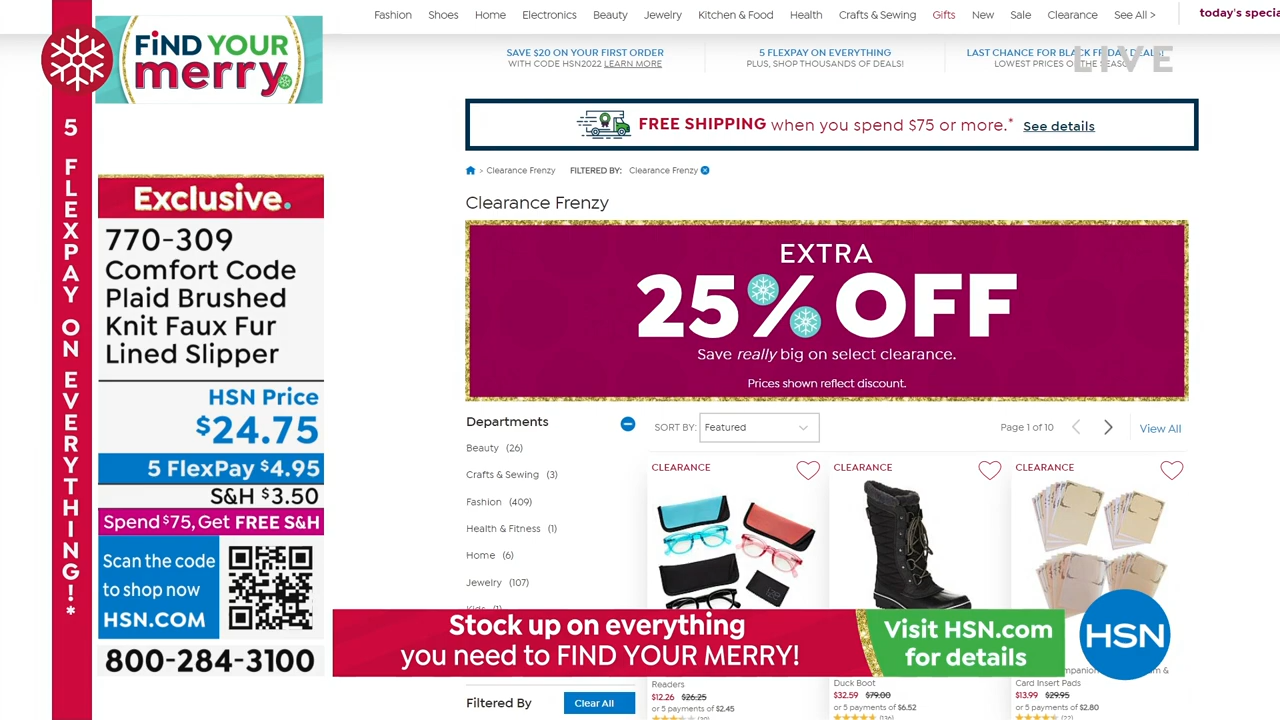 Fashion Shoes Home Electronics Beauty Jewelry Kitchen & Food Health Crafts & Sewing Gifts New Sale Clearance See All >
today's specia
FiND YOUR
merry.
5 FLEXPAY ON EVERYTHING!*
Exclusive.
770-309
Comfort Code
Plaid Brushed
Knit Faux Fur
Lined Slipper
HSN Price
$24.75
5 FlexPay $4.95
S&H $3.50
Spend $75, Get FREE S&H
Scan the code
to shop now
HSN.COM
800-284-3100
SAVE $20 ON YOUR FIRST ORDER
WITH CODE HSN2022 LEARN MORE
5 FLEXPAY ON EVERYTHING
PLUS, SHOP THOUSANDS OF DEALS!
LAST CHANCE FOR BLACK FRIDAY DEALS!
LOWEST PRICES OF THE SEASON
LIVE
FREE SHIPPING when you spend $75 or more.* See details
> Clearance Frenzy FILTERED BY: Clearance Frenzy
Clearance Frenzy
EXTRA
25% OFF
Save really big on select clearance.
Prices shown reflect discount.
Departments
Beauty (26)
Crafts & Sewing (3)
Fashion (409)
Health & Fitness (1)
Home (6)
Jewelry (107)
Kids (1)
SORT BY: Featured
Page 1 of 10
View All
CLEARANCE
CLEARANCE
CLEARANCE
Stock up on everything
you need to FIND YOUR MERRY!
Visit HSN.com
for details
HSN
Filtered By
Clear All
Readers
$12.26 $26.25
or 5 payments of $2.45
Duck Boot
$32.59 $79.00
or 5 payments of $6.52
(136)
Card Insert Pads
$13.99 $29.95
or 5 payments of $2.80
(22)